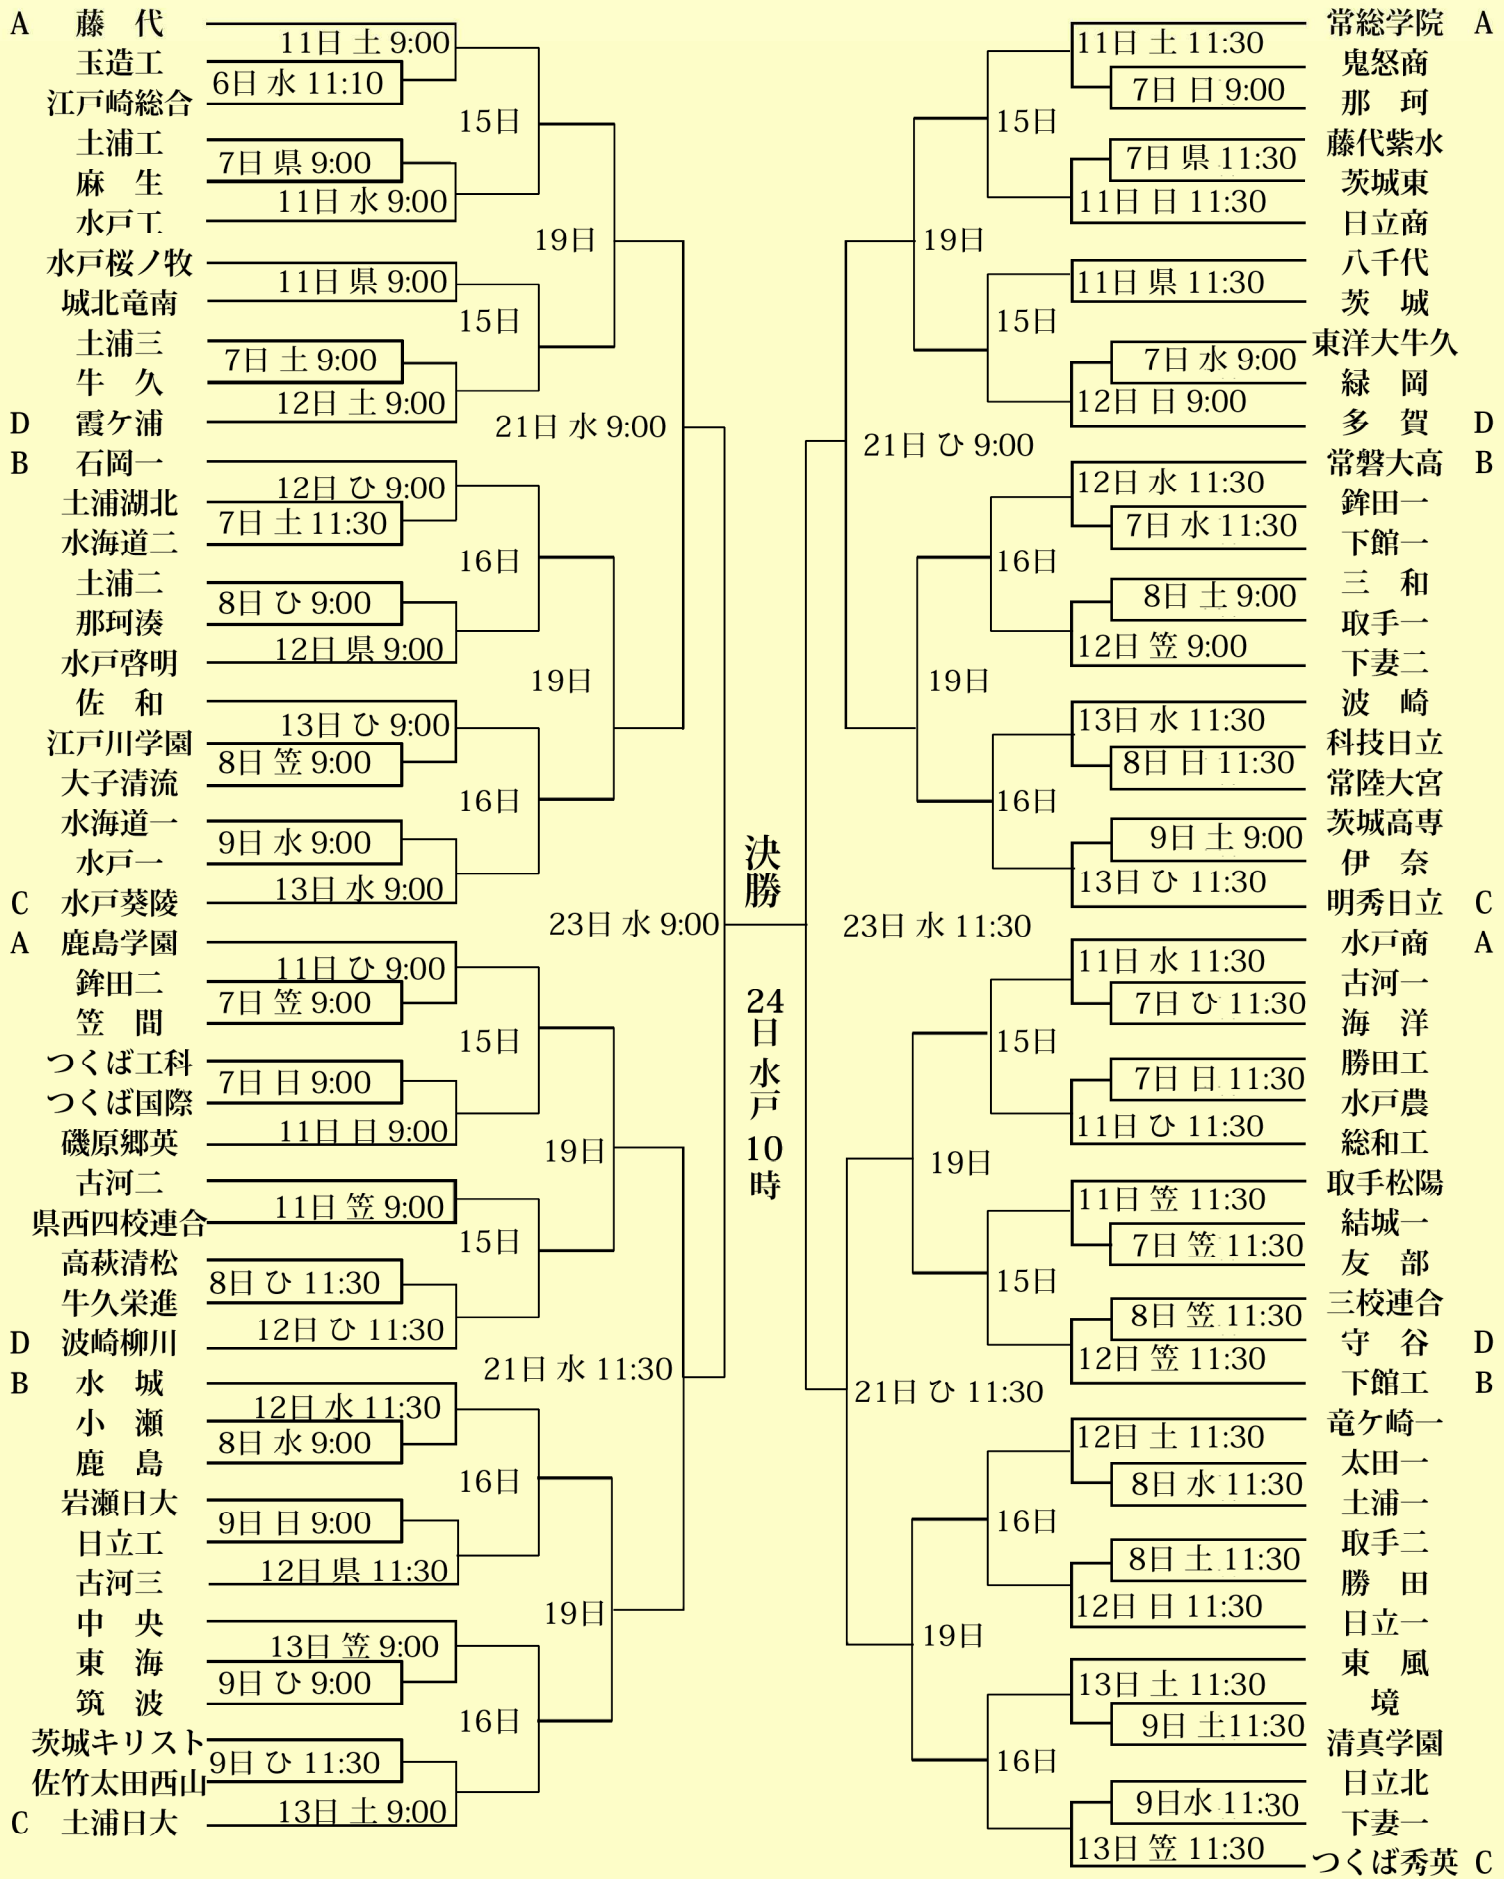 A 藤 代
11日 土 9:00
玉造工
6日 水 11:10
江戸崎総合
15日
土浦工
7日 県 9:00
麻 生
11日 水 9:00
水戸工
19日
水戸桜ノ牧
11日 県 9:00
城北竜南
15日
土浦三
7日 土 9:00
牛 久
12日 土 9:00
D 霞ケ浦
21日 水 9:00
B 石岡一
12日 ひ 9:00
土浦湖北
7日 土 11:30
水海道二
16日
土浦二
8日 ひ 9:00
那珂湊
12日 県 9:00
水戸啓明
19日
佐 和
13日 ひ 9:00
江戸川学園
8日 笠 9:00
大子清流
16日
水海道一
9日 水 9:00
水戸一
13日 水 9:00
C 水戸葵陵
23日 水 9:00
A 鹿島学園
11日 ひ 9:00
鉾田二
7日 笠 9:00
笠 間
15日
つくば工科
7日 日 9:00
つくば国際
11日 日 9:00
磯原郷英
19日
古河二
11日 笠 9:00
県西四校連合
15日
高萩清松
8日 ひ 11:30
牛久栄進
12日 ひ 11:30
D 波崎柳川
21日 水 11:30
B 水 城
12日 水 11:30
小 瀬
8日 水 9:00
鹿 島
16日
岩瀬日大
9日 日 9:00
日立工
12日 県 11:30
古河三
19日
中 央
13日 笠 9:00
東 海
9日 ひ 9:00
筑 波
16日
茨城キリスト
9日 ひ 11:30
佐竹太田西山
13日 土 9:00
C 土浦日大
決勝
24日 水戸 10時
常総学院 A
11日 土 11:30
鬼怒商
7日 日 9:00
那 珂
15日
藤代紫水
7日 県 11:30
茨城東
11日 日 11:30
日立商
19日
八千代
11日 県 11:30
茨 城
15日
東洋大牛久
7日 水 9:00
緑 岡
12日 日 9:00
多 賀 D
21日 ひ 9:00
常磐大高 B
12日 水 11:30
鉾田一
7日 水 11:30
下館一
16日
三 和
8日 土 9:00
取手一
12日 笠 9:00
下妻二
19日
波 崎
13日 水 11:30
科技日立
8日 日 11:30
常陸大宮
16日
茨城高専
9日 土 9:00
伊 奈
13日 ひ 11:30
明秀日立 C
23日 水 11:30
水戸商 A
11日 水 11:30
古河一
7日 ひ 11:30
海 洋
15日
勝田工
7日 日 11:30
水戸農
11日 ひ 11:30
総和工
19日
取手松陽
11日 笠 11:30
結城一
7日 笠 11:30
友 部
15日
三校連合
8日 笠 11:30
守 谷 D
12日 笠 11:30
下館工 B
21日 ひ 11:30
竜ケ崎一
12日 土 11:30
太田一
8日 水 11:30
土浦一
16日
取手二
8日 土 11:30
勝 田
12日 日 11:30
日立一
19日
東 風
13日 土 11:30
境
9日 土11:30
清真学園
16日
日立北
9日水 11:30
下妻一
13日 笠 11:30
つくば秀英 C